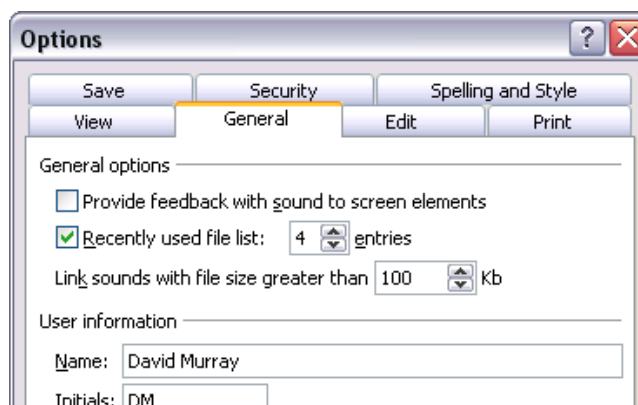 Options ?
Save Security Spelling and Style
View General Edit Print
General options
Provide feedback with sound to screen elements
Recently used file list: 4 entries
Link sounds with file size greater than 100 Kb
User information
Name: David Murray
Initials: DM